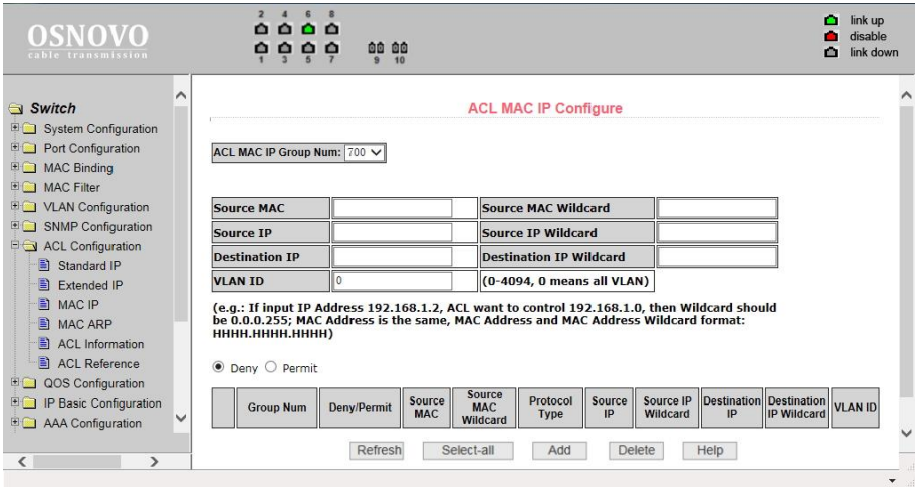 OSNOVO
cable transmission
2 4 6 8
1 3 5 7 9 10
link up
disable
link down
Switch
System Configuration
Port Configuration
MAC Binding
MAC Filter
VLAN Configuration
SNMP Configuration
ACL Configuration
Standard IP
Extended IP
MAC IP
MAC ARP
ACL Information
ACL Reference
QOS Configuration
IP Basic Configuration
AAA Configuration
ACL MAC IP Configure
ACL MAC IP Group Num: 700
Source MAC Source MAC Wildcard
Source IP Source IP Wildcard
Destination IP Destination IP Wildcard
VLAN ID 0 (0-4094, 0 means all VLAN)
(e.g.: If input IP Address 192.168.1.2, ACL want to control 192.168.1.0, then Wildcard should
be 0.0.0.255; MAC Address is the same, MAC Address and MAC Address Wildcard format:
HHHH.HHHH.HHHH)
Deny Permit
Group Num Deny/Permit Source MAC Source MAC Wildcard Protocol Type Source IP Source IP Wildcard Destination IP Destination IP Wildcard VLAN ID
Refresh Select-all Add Delete Help